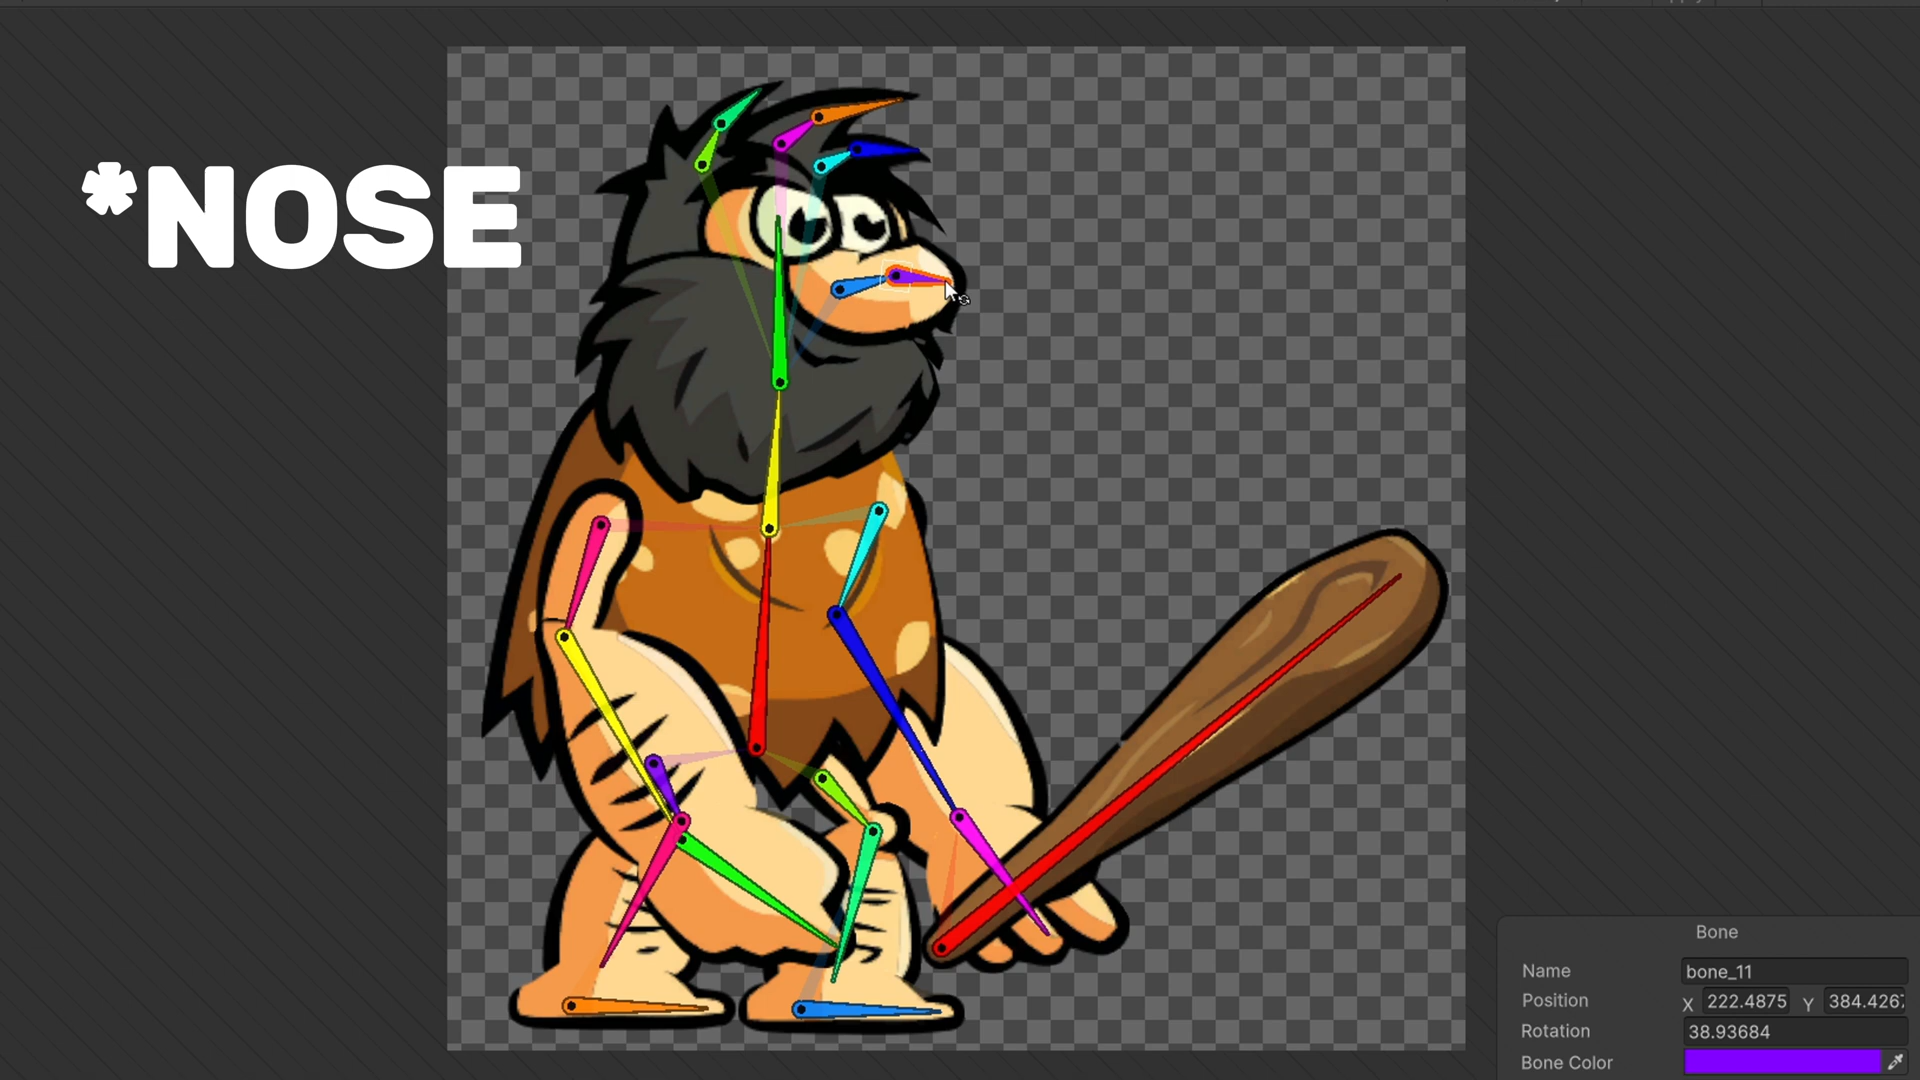 *NOSE
Bone
Name bone_11
Position X 222.4875 Y 384.426
Rotation 38.93684
Bone Color